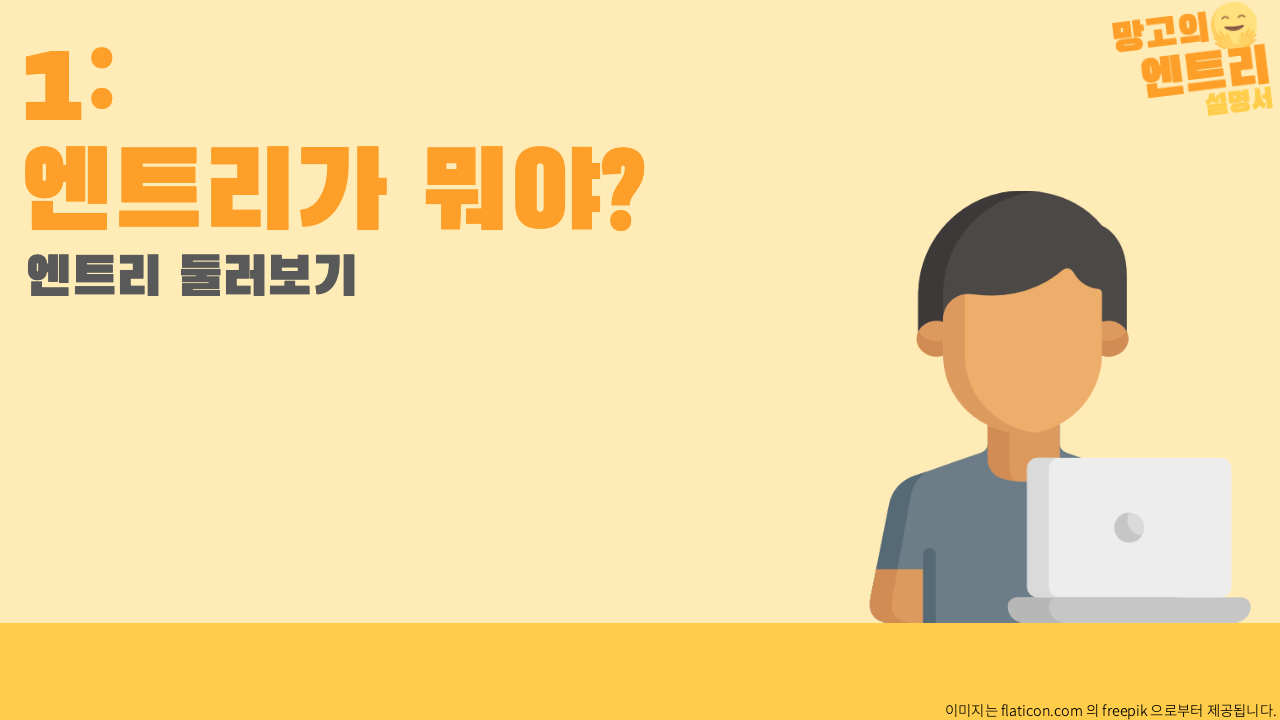 1:
엔트리가 뭐야?
엔트리 둘러보기
망고의
엔트리
설명서
이미지는 flaticon.com 의 freepik 으로부터 제공됩니다.